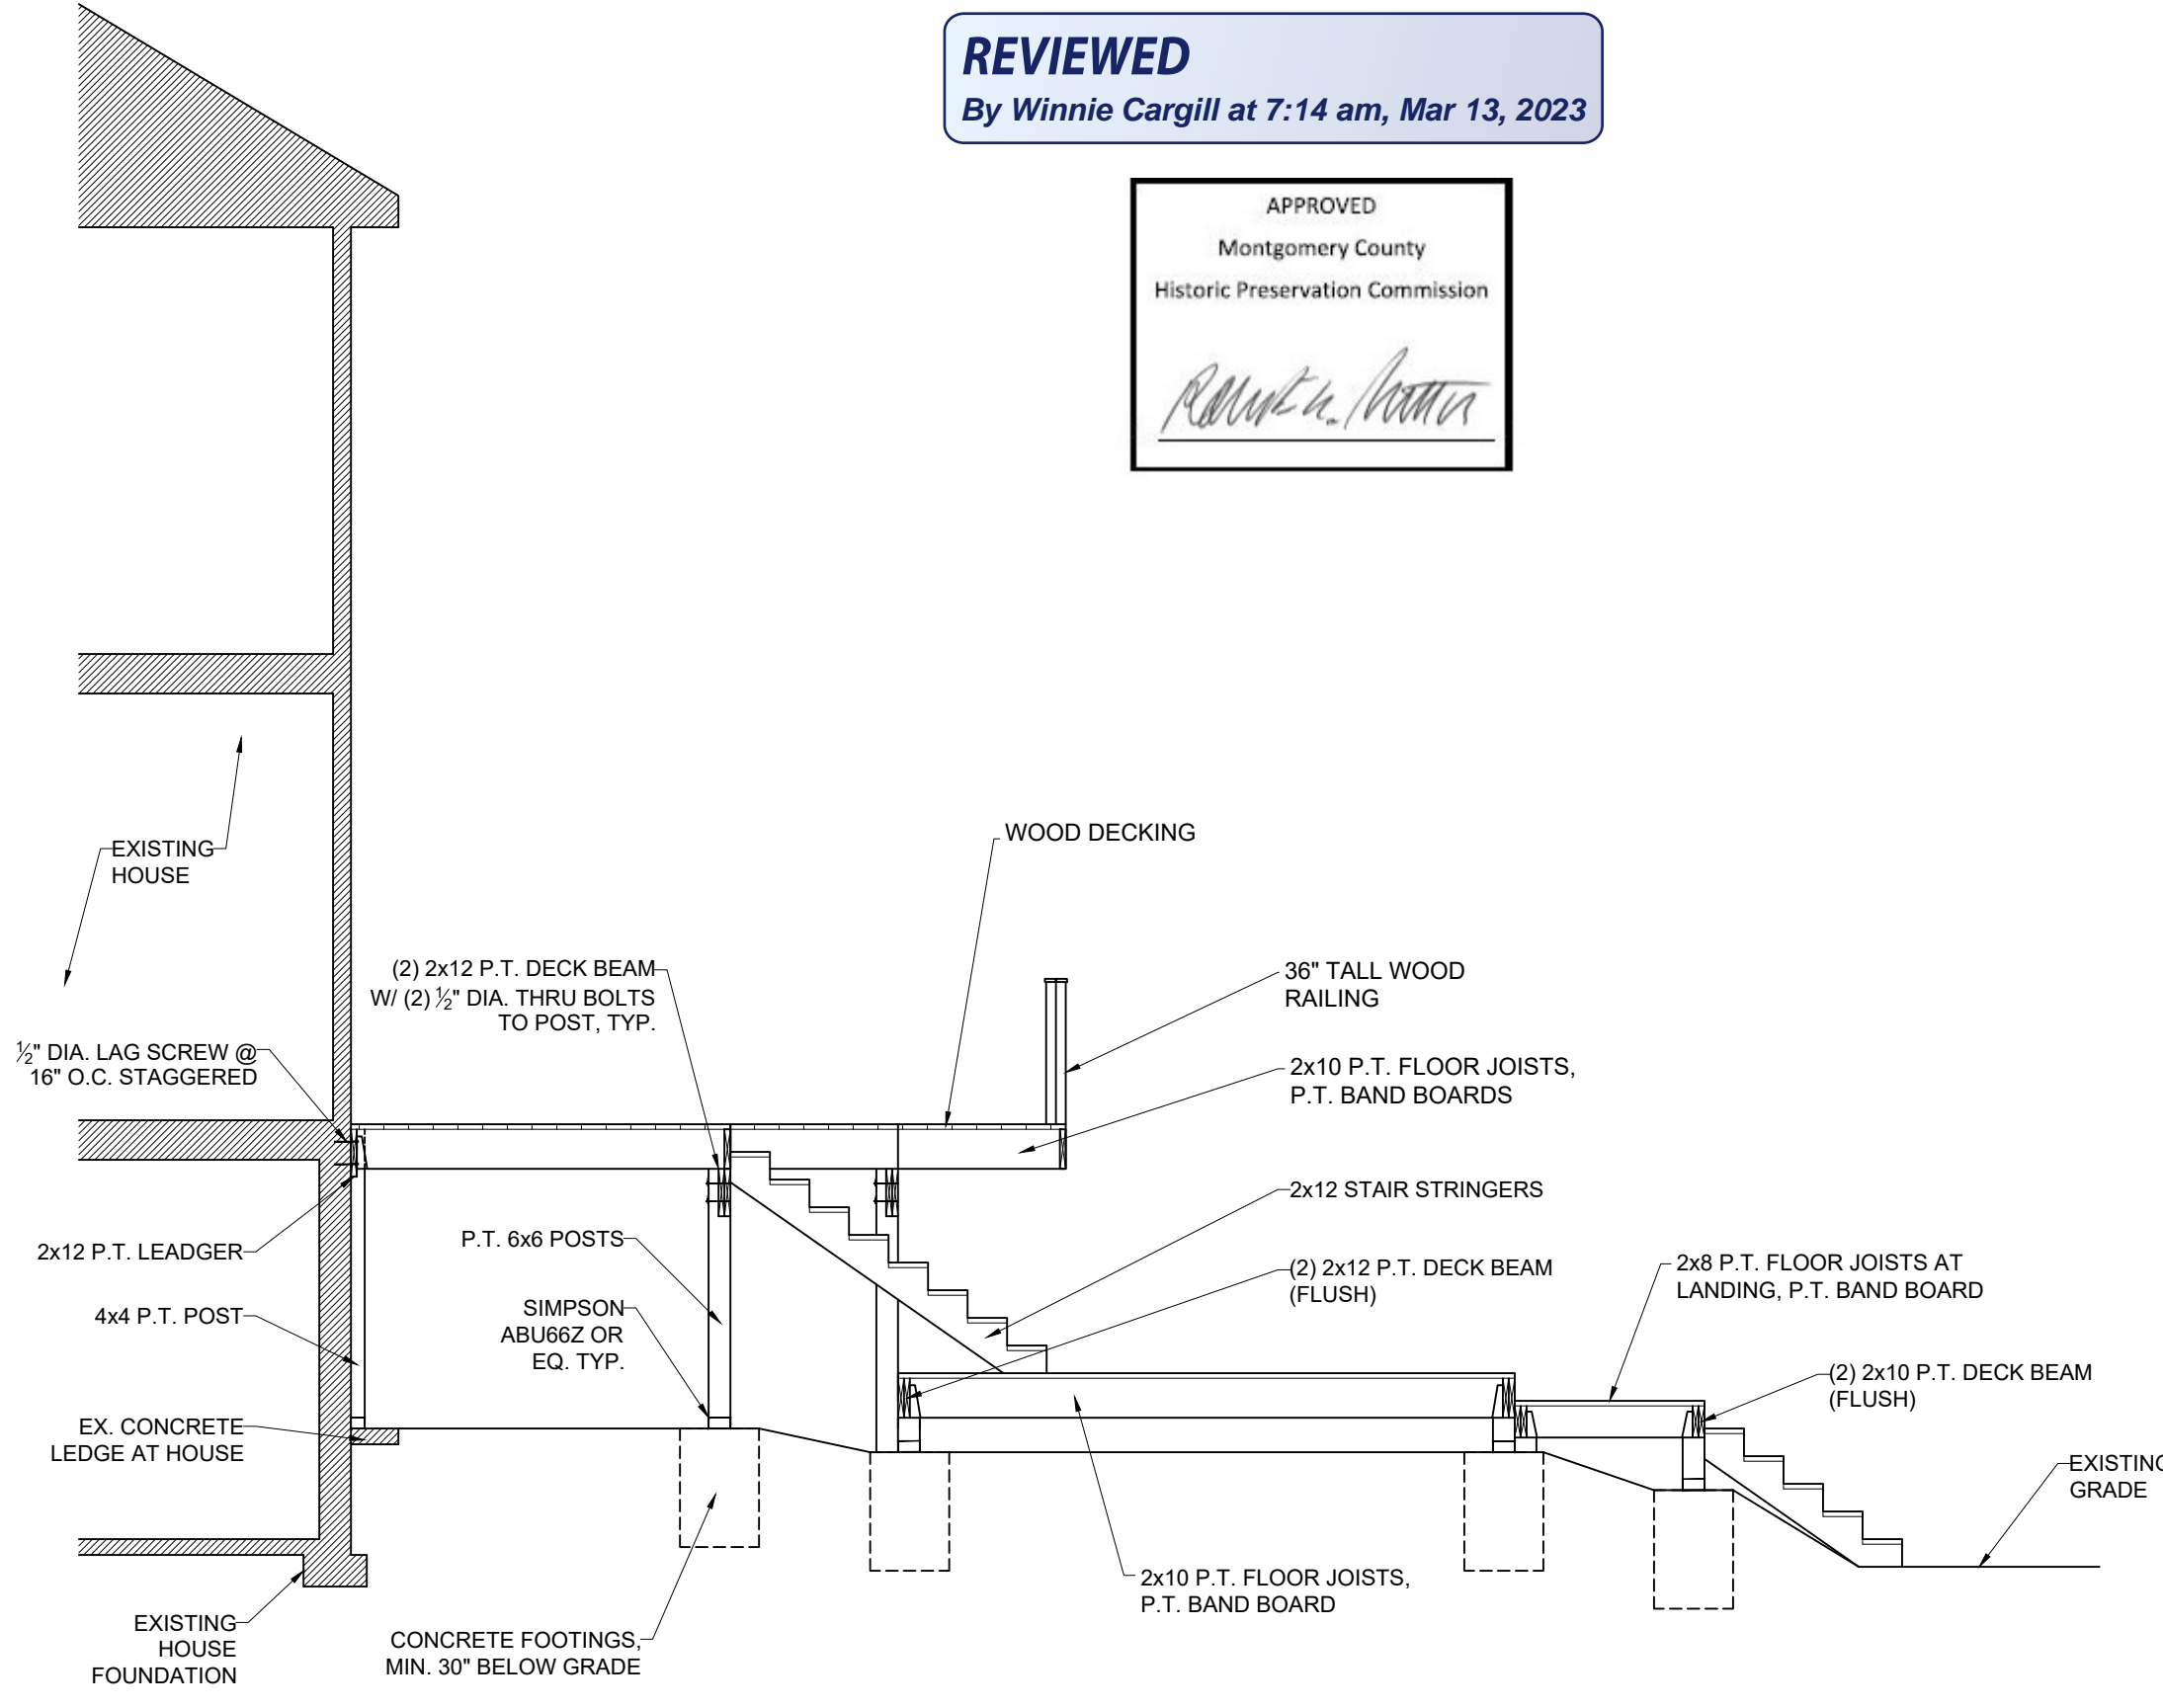 REVIEWED
By Winnie Cargill at 7:14 am, Mar 13, 2023
APPROVED
Montgomery County
Historic Preservation Commission
WOOD DECKING
EXISTING
HOUSE
(2) 2x12 P.T. DECK BEAM
W/ (2) ½" DIA. THRU BOLTS
TO POST, TYP.
36" TALL WOOD
RAILING
½" DIA. LAG SCREW @
16" O.C. STAGGERED
2x10 P.T. FLOOR JOISTS,
P.T. BAND BOARDS
2x12 STAIR STRINGERS
2x12 P.T. LEADGER
P.T. 6x6 POSTS
(2) 2x12 P.T. DECK BEAM
(FLUSH)
2x8 P.T. FLOOR JOISTS AT
LANDING, P.T. BAND BOARD
4x4 P.T. POST
SIMPSON
ABU66Z OR
EQ. TYP.
(2) 2x10 P.T. DECK BEAM
(FLUSH)
EX. CONCRETE
LEDGE AT HOUSE
EXISTING
GRADE
2x10 P.T. FLOOR JOISTS,
P.T. BAND BOARD
EXISTING
HOUSE
FOUNDATION
CONCRETE FOOTINGS,
MIN. 30" BELOW GRADE